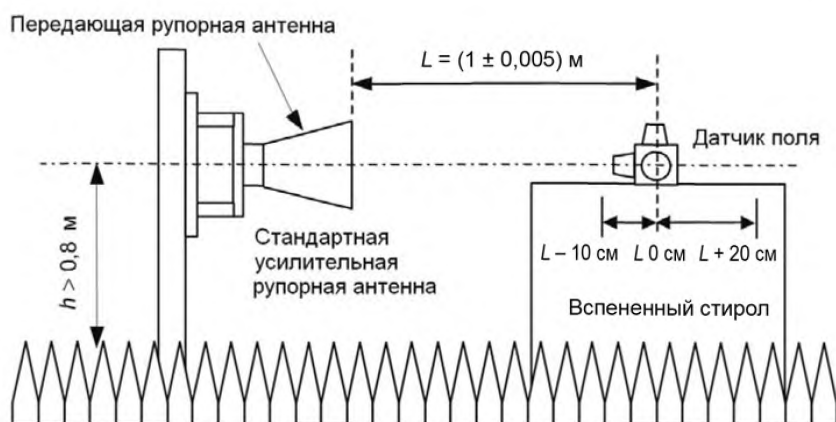 Передающая рупорная антенна
L = (1 ± 0,005) м
Датчик поля
h > 0,8 м
Стандартная
усилительная
рупорная антенна
L – 10 см L 0 см L + 20 см
Вспененный стирол